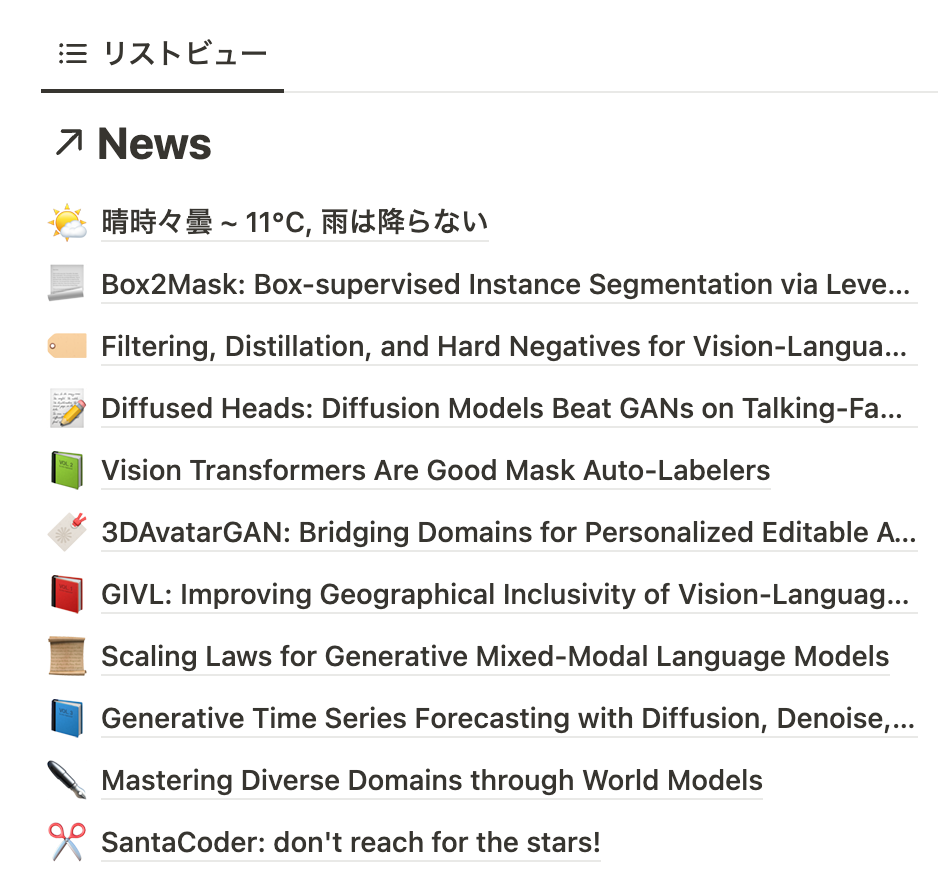 リストビュー
News
晴時々曇 ~ 11°C, 雨は降らない
Box2Mask: Box-supervised Instance Segmentation via Leve...
Filtering, Distillation, and Hard Negatives for Vision-Langua...
Diffused Heads: Diffusion Models Beat GANs on Talking-Fa...
Vision Transformers Are Good Mask Auto-Labelers
3DAvatarGAN: Bridging Domains for Personalized Editable A...
GIVL: Improving Geographical Inclusivity of Vision-Languag...
Scaling Laws for Generative Mixed-Modal Language Models
Generative Time Series Forecasting with Diffusion, Denoise,...
Mastering Diverse Domains through World Models
SantaCoder: don't reach for the stars!